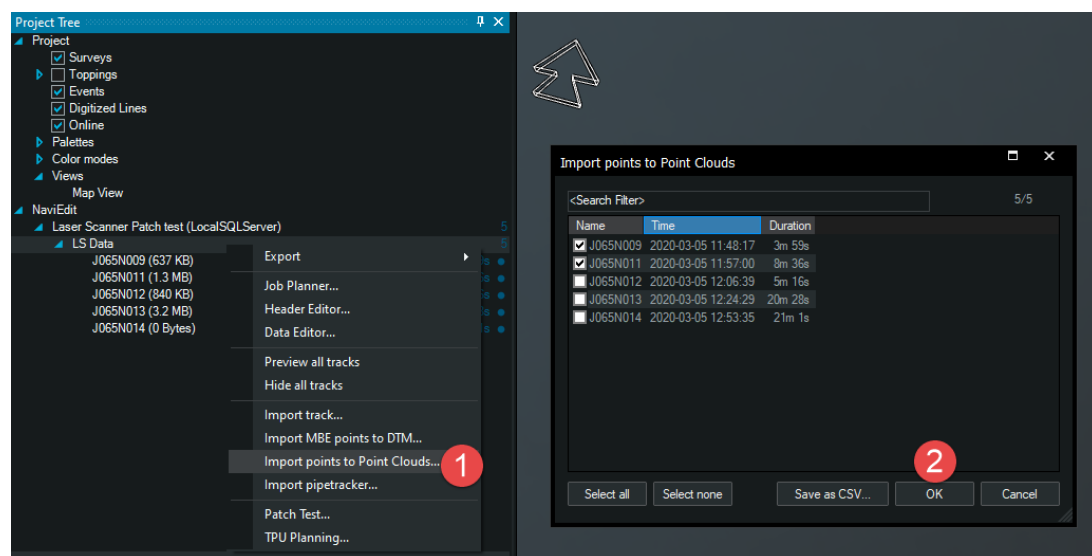 Project Tree
Project
Surveys
Toppings
Events
Digitized Lines
Online
Palettes
Color modes
Views
Map View
NaviEdit
Laser Scanner Patch test (LocalSQLServer) 5
LS Data 5
J065N009 (637 KB)
J065N011 (1.3 MB)
J065N012 (840 KB)
J065N013 (3.2 MB)
J065N014 (0 Bytes)
Export
Job Planner...
Header Editor...
Data Editor...
Preview all tracks
Hide all tracks
Import track...
Import MBE points to DTM...
Import points to Point Clouds...
1
Import pipetracker...
Patch Test...
TPU Planning...
Import points to Point Clouds
<Search Filter> 5/5
Name Time Duration
J065N009 2020-03-05 11:48:17 3m 59s
J065N011 2020-03-05 11:57:00 8m 36s
J065N012 2020-03-05 12:06:39 5m 16s
J065N013 2020-03-05 12:24:29 20m 28s
J065N014 2020-03-05 12:53:35 21m 1s
2
Select all Select none Save as CSV... OK Cancel